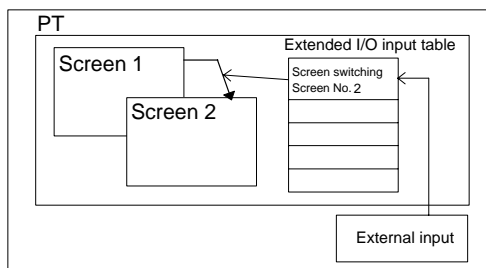 PT
Extended I/O input table
Screen 1
Screen switching
Screen No. 2
Screen 2
External input